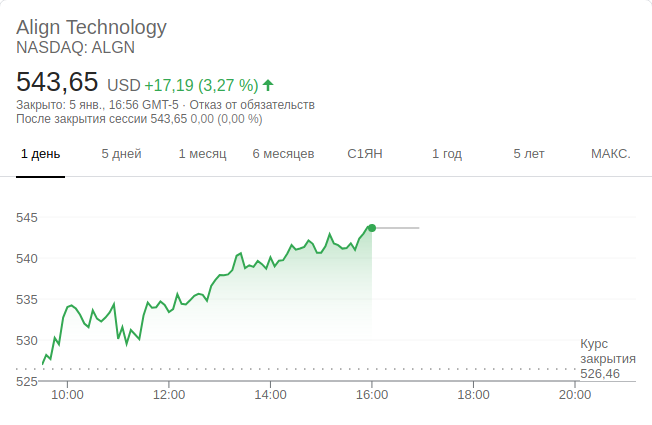 Align Technology
NASDAQ: ALGN
543,65 USD +17,19 (3,27 %)
Закрыто: 5 янв., 16:56 GMT-5 · Отказ от обязательств
После закрытия сессии 543,65 0,00 (0,00 %)
1 день 5 дней 1 месяц 6 месяцев С1ЯН 1 год 5 лет МАКС.
545
540
535
530
Курс
закрытия
526,46
525
10:00 12:00 14:00 16:00 18:00 20:00